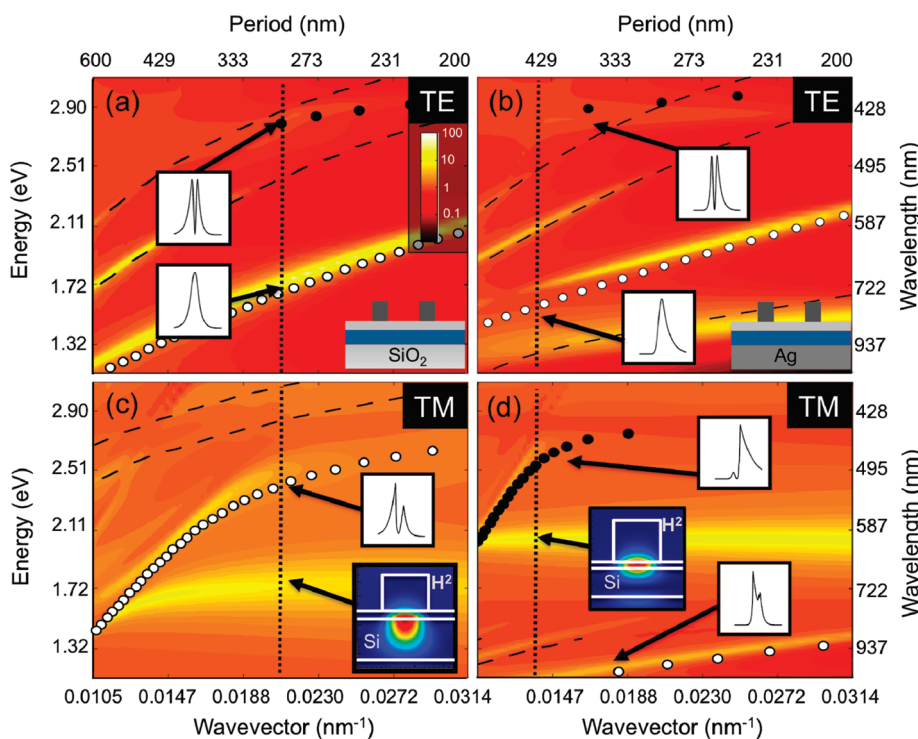 Period (nm)
Period (nm)
600 429 333 273 231 200
429 333 273 231 200
(a)
TE
(b)
TE
2.90
2.51
2.11
1.72
1.32
Energy (eV)
100
10
1
0.1
428
495
587
722
937
Wavelength (nm)
SiO2
Ag
(c)
TM
(d)
TM
2.90
2.51
2.11
1.72
1.32
Energy (eV)
428
495
587
722
937
Wavelength (nm)
H2
Si
H2
Si
0.0105 0.0147 0.0188 0.0230 0.0272 0.0314
0.0147 0.0188 0.0230 0.0272 0.0314
Wavevector (nm-1)
Wavevector (nm-1)